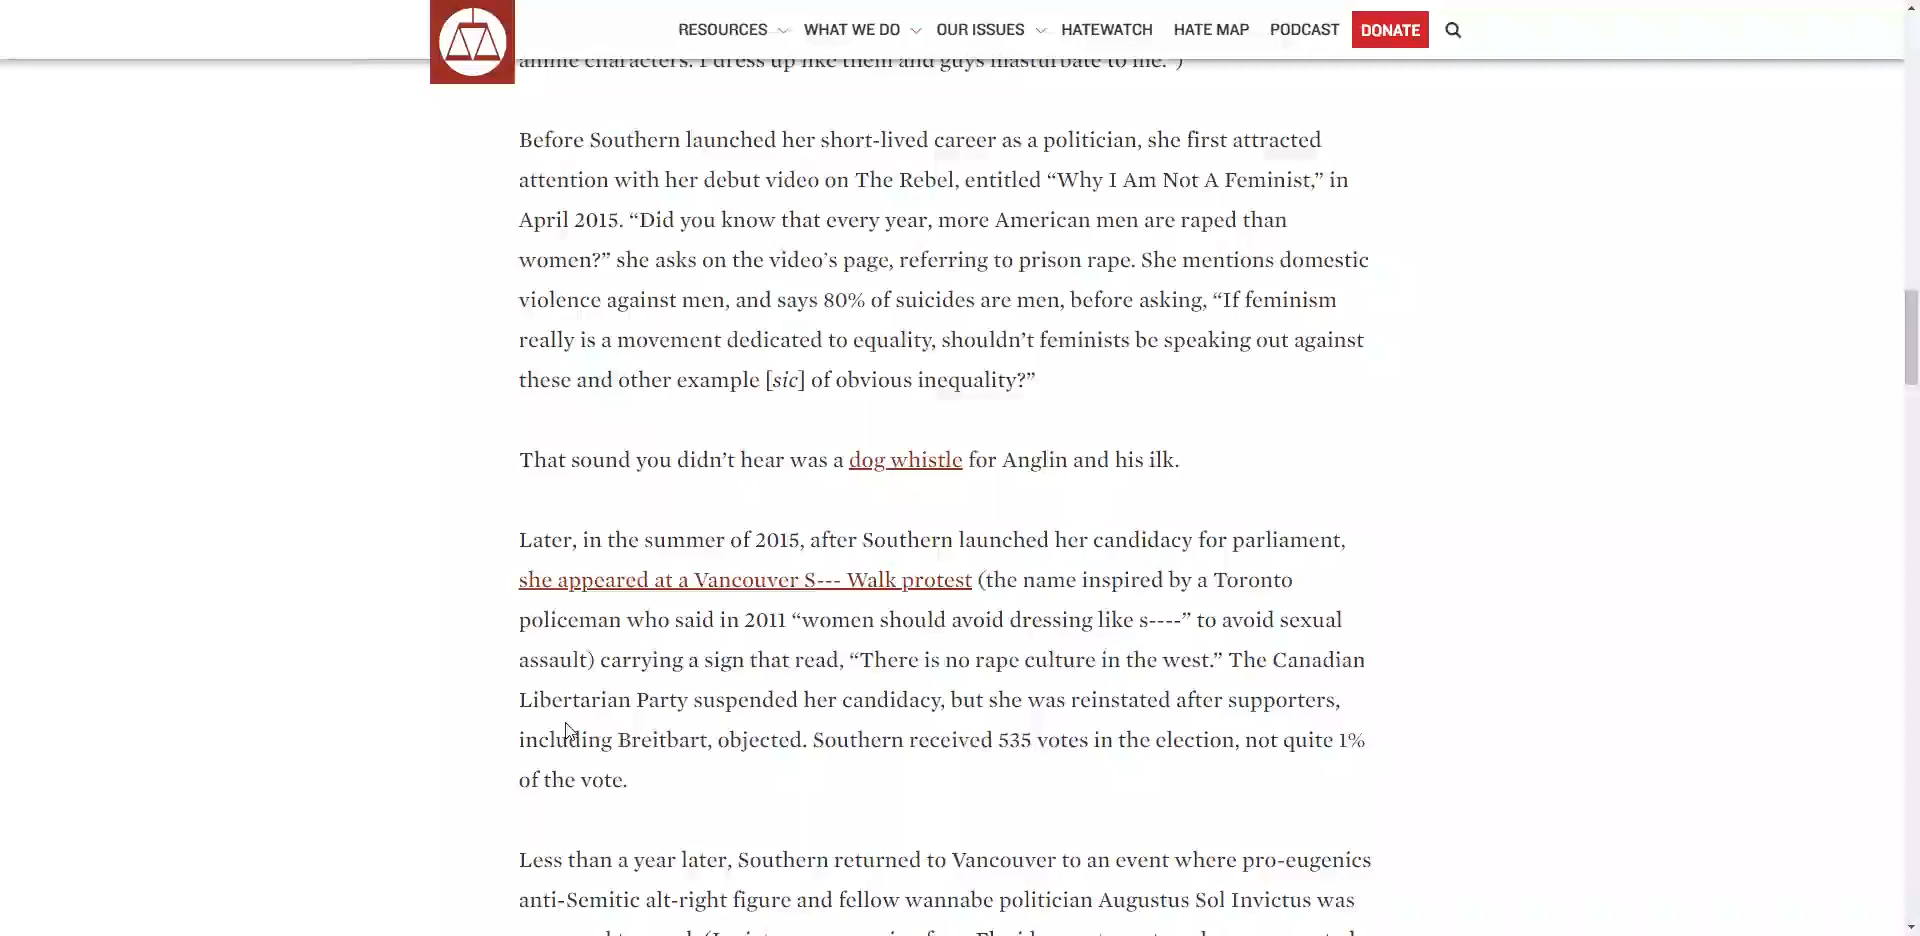 RESOURCES WHAT WE DO OUR ISSUES HATEWATCH HATE MAP PODCAST DONATE
anime characters. I dress up like them and guys masturbate to me.”)
Before Southern launched her short-lived career as a politician, she first attracted
attention with her debut video on The Rebel, entitled “Why I Am Not A Feminist,” in
April 2015. “Did you know that every year, more American men are raped than
women?” she asks on the video’s page, referring to prison rape. She mentions domestic
violence against men, and says 80% of suicides are men, before asking, “If feminism
really is a movement dedicated to equality, shouldn’t feminists be speaking out against
these and other example [sic] of obvious inequality?”
That sound you didn’t hear was a dog whistle for Anglin and his ilk.
Later, in the summer of 2015, after Southern launched her candidacy for parliament,
she appeared at a Vancouver S--- Walk protest (the name inspired by a Toronto
policeman who said in 2011 “women should avoid dressing like s----” to avoid sexual
assault) carrying a sign that read, “There is no rape culture in the west.” The Canadian
Libertarian Party suspended her candidacy, but she was reinstated after supporters,
including Breitbart, objected. Southern received 535 votes in the election, not quite 1%
of the vote.
Less than a year later, Southern returned to Vancouver to an event where pro-eugenics
anti-Semitic alt-right figure and fellow wannabe politician Augustus Sol Invictus was